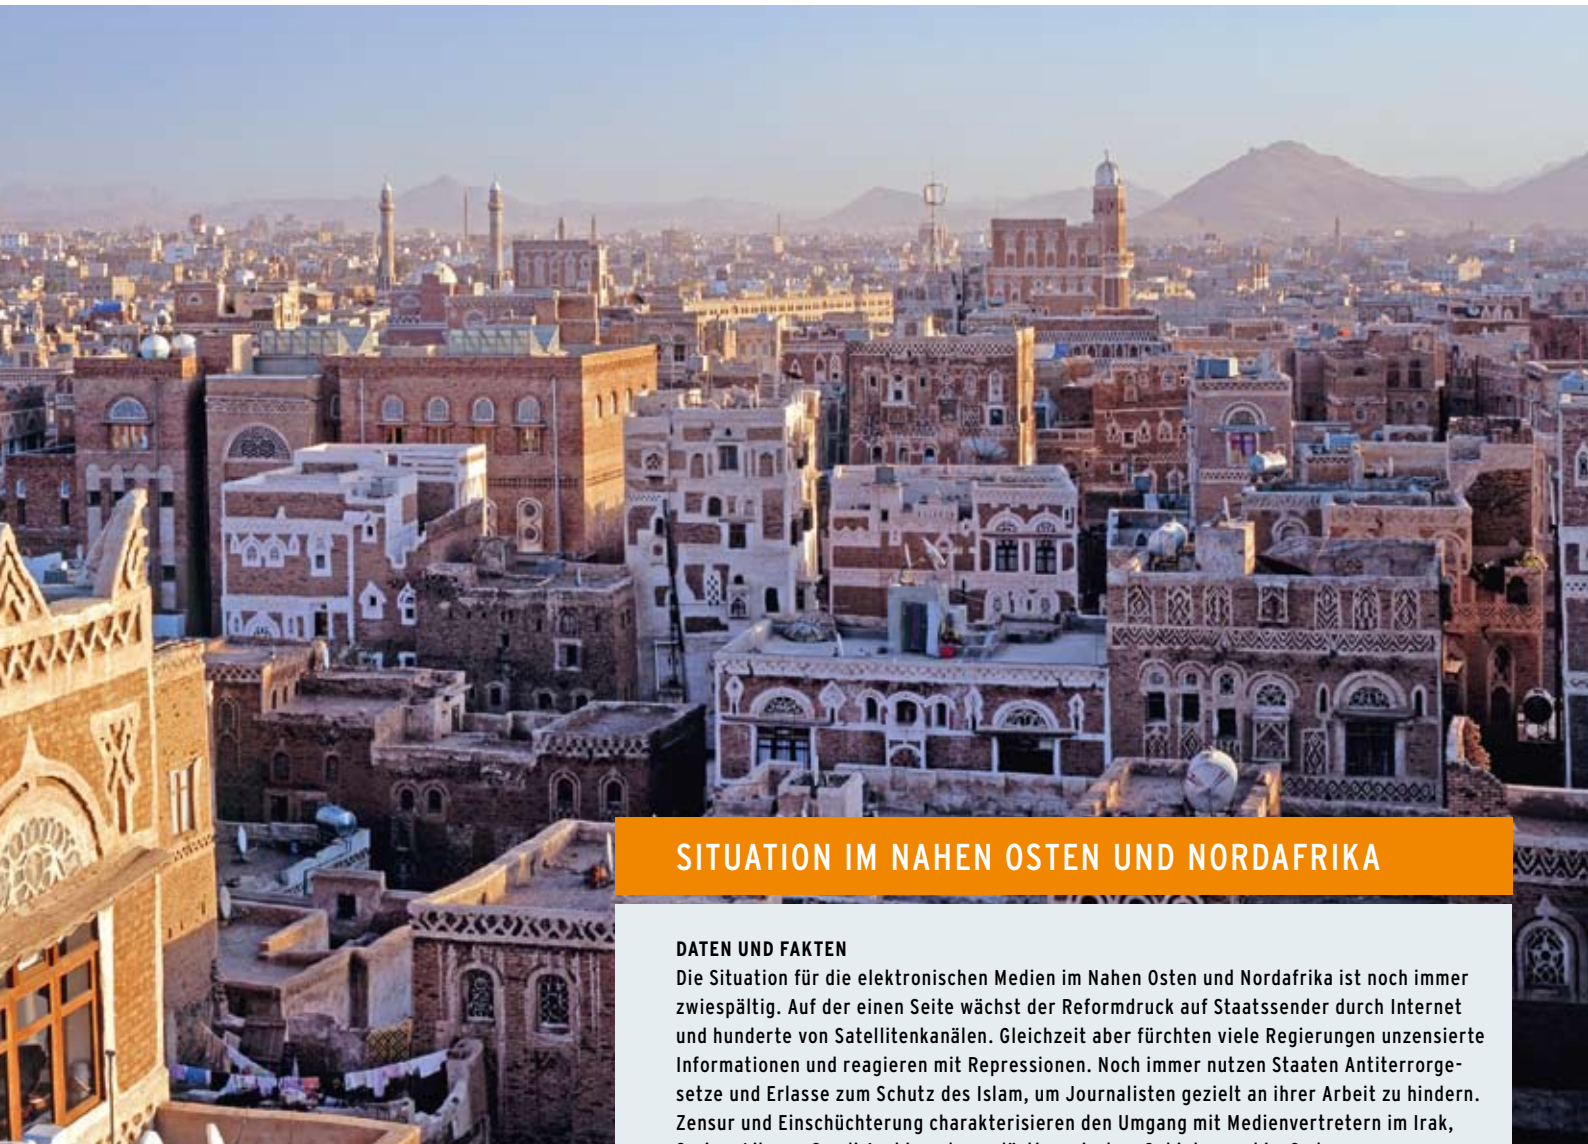 SITUATION IM NAHEN OSTEN UND NORDAFRIKA
DATEN UND FAKTEN
Die Situation für die elektronischen Medien im Nahen Osten und Nordafrika ist noch immer
zwiespältig. Auf der einen Seite wächst der Reformdruck auf Staatssender durch Internet
und hunderte von Satellitenkanälen. Gleichzeit aber fürchten viele Regierungen unzensierte
Informationen und reagieren mit Repressionen. Noch immer nutzen Staaten Antiterrorge-
setze und Erlasse zum Schutz des Islam, um Journalisten gezielt an ihrer Arbeit zu hindern.
Zensur und Einschüchterung charakterisieren den Umgang mit Medienvertretern im Irak,